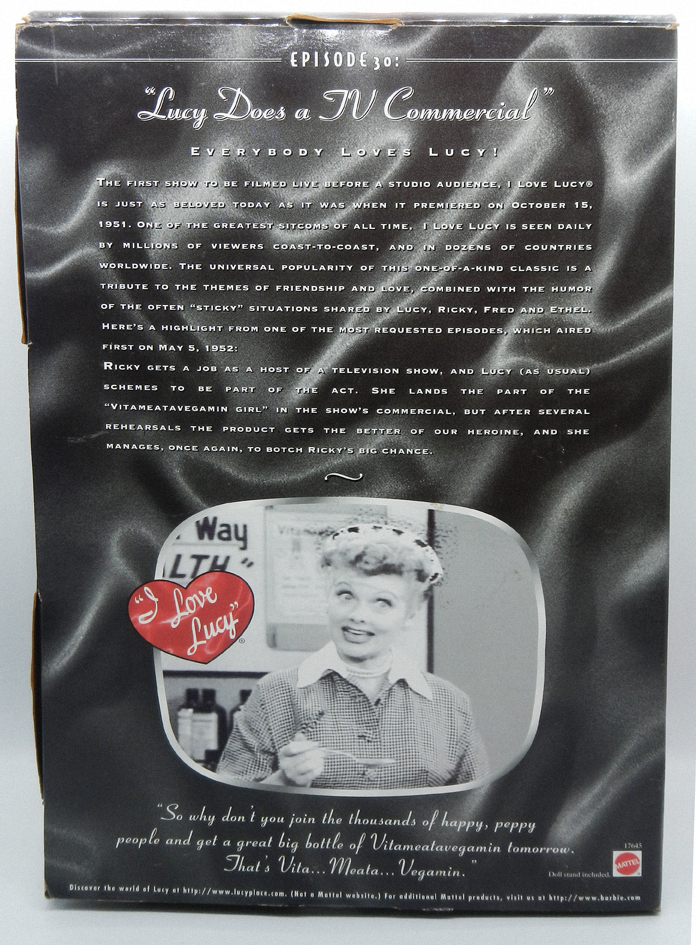 EPISODE 30:
“Lucy Does a TV Commercial”
EVERYBODY LOVES LUCY!
THE FIRST SHOW TO BE FILMED LIVE BEFORE A STUDIO AUDIENCE, I LOVE LUCY®
IS JUST AS BELOVED TODAY AS IT WAS WHEN IT PREMIERED ON OCTOBER 15,
1951. ONE OF THE GREATEST SITCOMS OF ALL TIME, I LOVE LUCY IS SEEN DAILY
BY MILLIONS OF VIEWERS COAST-TO-COAST, AND IN DOZENS OF COUNTRIES
WORLDWIDE. THE UNIVERSAL POPULARITY OF THIS ONE-OF-A-KIND CLASSIC IS A
TRIBUTE TO THE THEMES OF FRIENDSHIP AND LOVE, COMBINED WITH THE HUMOR
OF THE OFTEN “STICKY” SITUATIONS SHARED BY LUCY, RICKY, FRED AND ETHEL.
HERE’S A HIGHLIGHT FROM ONE OF THE MOST REQUESTED EPISODES, WHICH AIRED
FIRST ON MAY 5, 1952:
RICKY GETS A JOB AS A HOST OF A TELEVISION SHOW, AND LUCY (AS USUAL)
SCHEMES TO BE PART OF THE ACT. SHE LANDS THE PART OF THE
“VITAMEATAVEGAMIN GIRL” IN THE SHOW’S COMMERCIAL, BUT AFTER SEVERAL
REHEARSALS THE PRODUCT GETS THE BETTER OF OUR HEROINE, AND SHE
MANAGES, ONCE AGAIN, TO BOTCH RICKY’S BIG CHANCE.
Way
LTH”
“I Love
Lucy”
®
“So why don’t you join the thousands of happy, peppy
people and get a great big bottle of Vitameatavegamin tomorrow.
That’s Vita...Meata...Vegamin.”
17645
MATTEL
Doll stand included.
Discover the world of Lucy at http://www.lucyplace.com. (Not a Mattel website.) For additional Mattel products, visit us at http://www.barbie.com